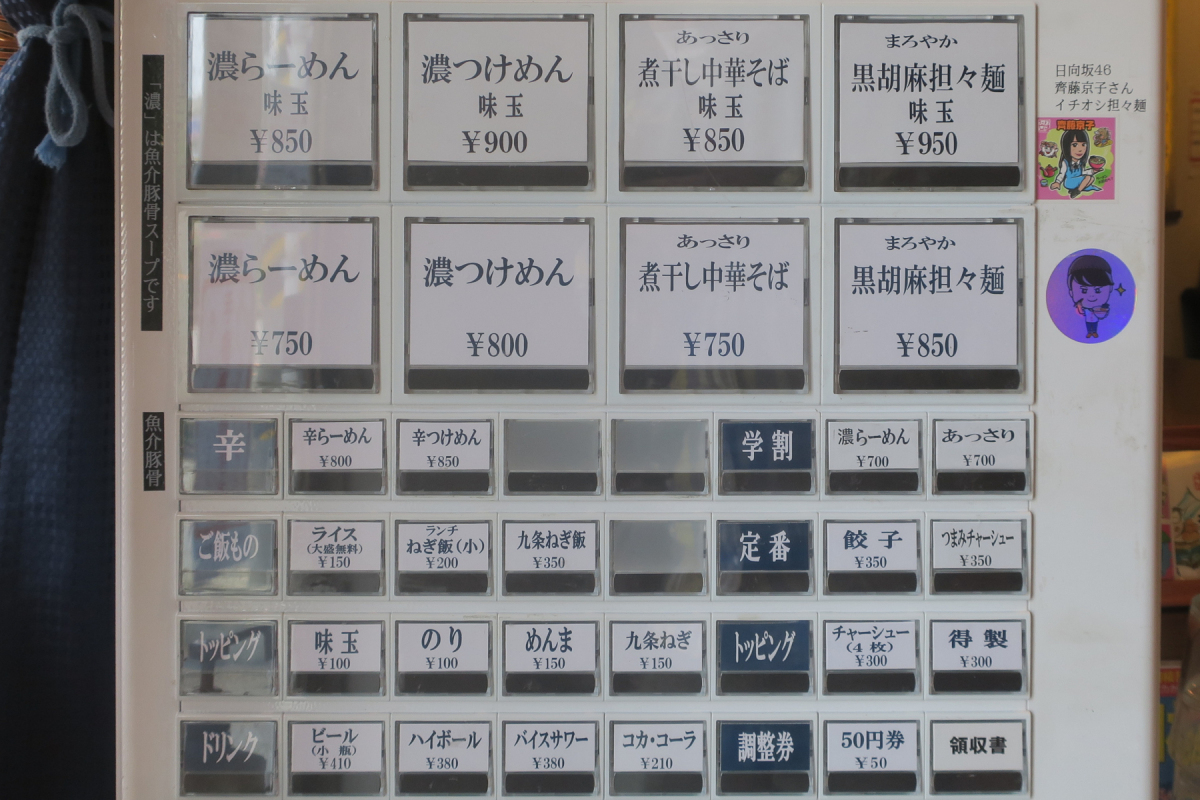 「濃」は魚介豚骨スープです
濃らーめん
味玉
¥850
濃つけめん
味玉
¥900
あっさり
煮干し中華そば
味玉
¥850
まろやか
黒胡麻担々麺
味玉
¥950
日向坂46
齊藤京子さん
イチオシ担々麺
齊藤京子
濃らーめん
¥750
濃つけめん
¥800
あっさり
煮干し中華そば
¥750
まろやか
黒胡麻担々麺
¥850
魚介豚骨
辛
辛らーめん
¥800
辛つけめん
¥850
学割
濃らーめん
¥700
あっさり
¥700
ご飯もの
ライス
(大盛無料)
¥150
ランチ
ねぎ飯(小)
¥200
九条ねぎ飯
¥350
定番
餃子
¥350
つまみチャーシュー
¥350
トッピング
味玉
¥100
のり
¥100
めんま
¥150
九条ねぎ
¥150
トッピング
チャーシュー
(4枚)
¥300
得製
¥300
ドリンク
ビール
(小瓶)
¥410
ハイボール
¥380
バイスサワー
¥380
コカ・コーラ
¥210
調整券
50円券
¥50
領収書